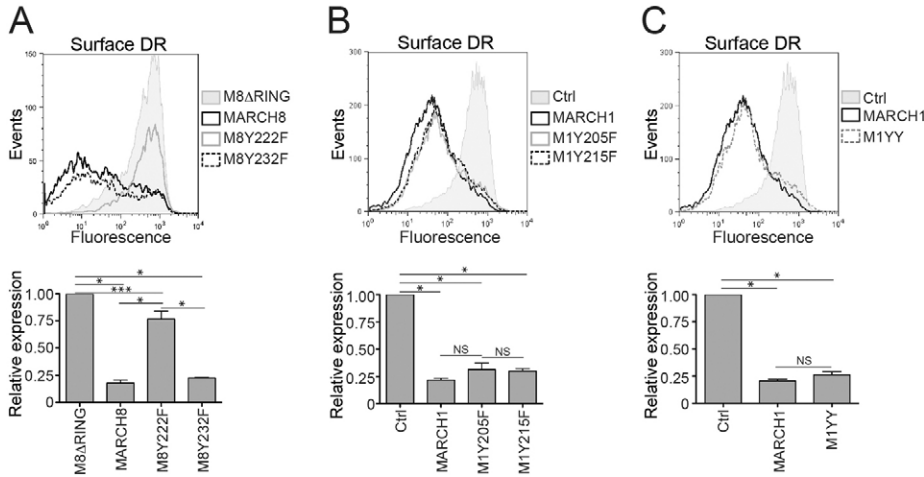 A
Surface DR
Events
150
100
50
0
10⁰ 10¹ 10² 10³ 10⁴
Fluorescence
M8ΔRING
MARCH8
M8Y222F
M8Y232F
Relative expression
1.00
0.75
0.50
0.25
0
*
*
***
*
*
M8ΔRING
MARCH8
M8Y222F
M8Y232F
B
Surface DR
Events
300
200
100
0
10⁰ 10¹ 10² 10³ 10⁴
Fluorescence
Ctrl
MARCH1
M1Y205F
M1Y215F
Relative expression
1.00
0.75
0.50
0.25
0
*
*
*
NS
NS
Ctrl
MARCH1
M1Y205F
M1Y215F
C
Surface DR
Events
300
200
100
0
10⁰ 10¹ 10² 10³ 10⁴
Fluorescence
Ctrl
MARCH1
M1YY
Relative expression
1.00
0.75
0.50
0.25
0
*
*
NS
Ctrl
MARCH1
M1YY